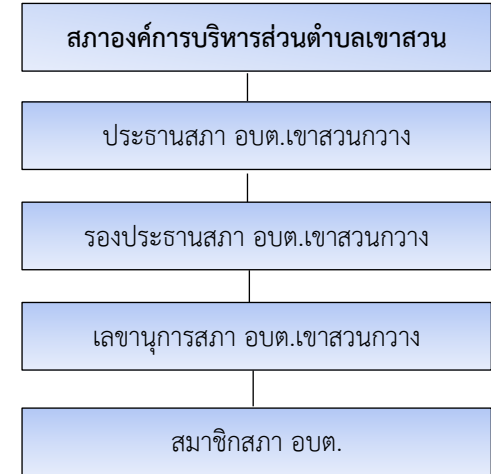 สภาองค์การบริหารส่วนตำบลเขาสวน
ประธานสภา อบต.เขาสวนกวาง
รองประธานสภา อบต.เขาสวนกวาง
เลขานุการสภา อบต.เขาสวนกวาง
สมาชิกสภา อบต.